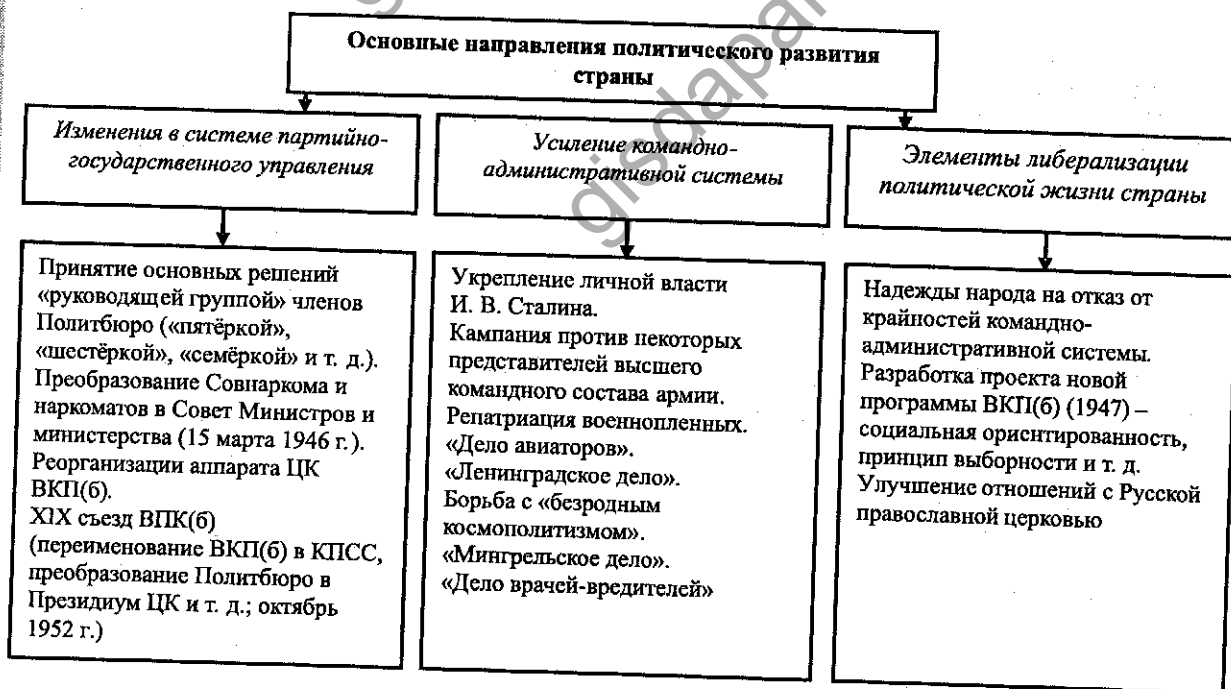 Основные направления политического развития
страны
Изменения в системе партийно-
государственного управления
Усиление командно-
административной системы
Элементы либерализации
политической жизни страны
Принятие основных решений
«руководящей группой» членов
Политбюро («пятёркой»,
«шестёркой», «семёркой» и т. д.).
Преобразование Совнаркома и
наркоматов в Совет Министров и
министерства (15 марта 1946 г.).
Реорганизации аппарата ЦК
ВКП(б).
XIX съезд ВПК(б)
(переименование ВКП(б) в КПСС,
преобразование Политбюро в
Президиум ЦК и т. д.; октябрь
1952 г.)
Укрепление личной власти
И. В. Сталина.
Кампания против некоторых
представителей высшего
командного состава армии.
Репатриация военнопленных.
«Дело авиаторов».
«Ленинградское дело».
Борьба с «безродным
космополитизмом».
«Мингрельское дело».
«Дело врачей-вредителей»
Надежды народа на отказ от
крайностей командно-
административной системы.
Разработка проекта новой
программы ВКП(б) (1947) –
социальная ориентированность,
принцип выборности и т. д.
Улучшение отношений с Русской
православной церковью